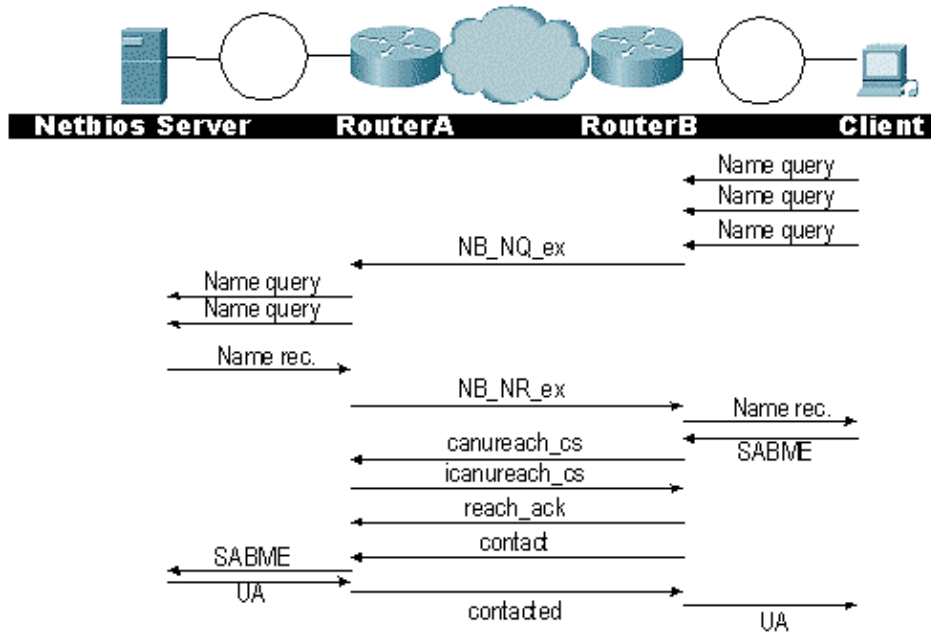 Netbios Server RouterA RouterB Client
Name query
Name query
Name query
NB_NQ_ex
Name query
Name query
Name rec.
NB_NR_ex
Name rec.
canureach_cs
SABME
icanureach_cs
reach_ack
contact
SABME
UA
contacted
UA